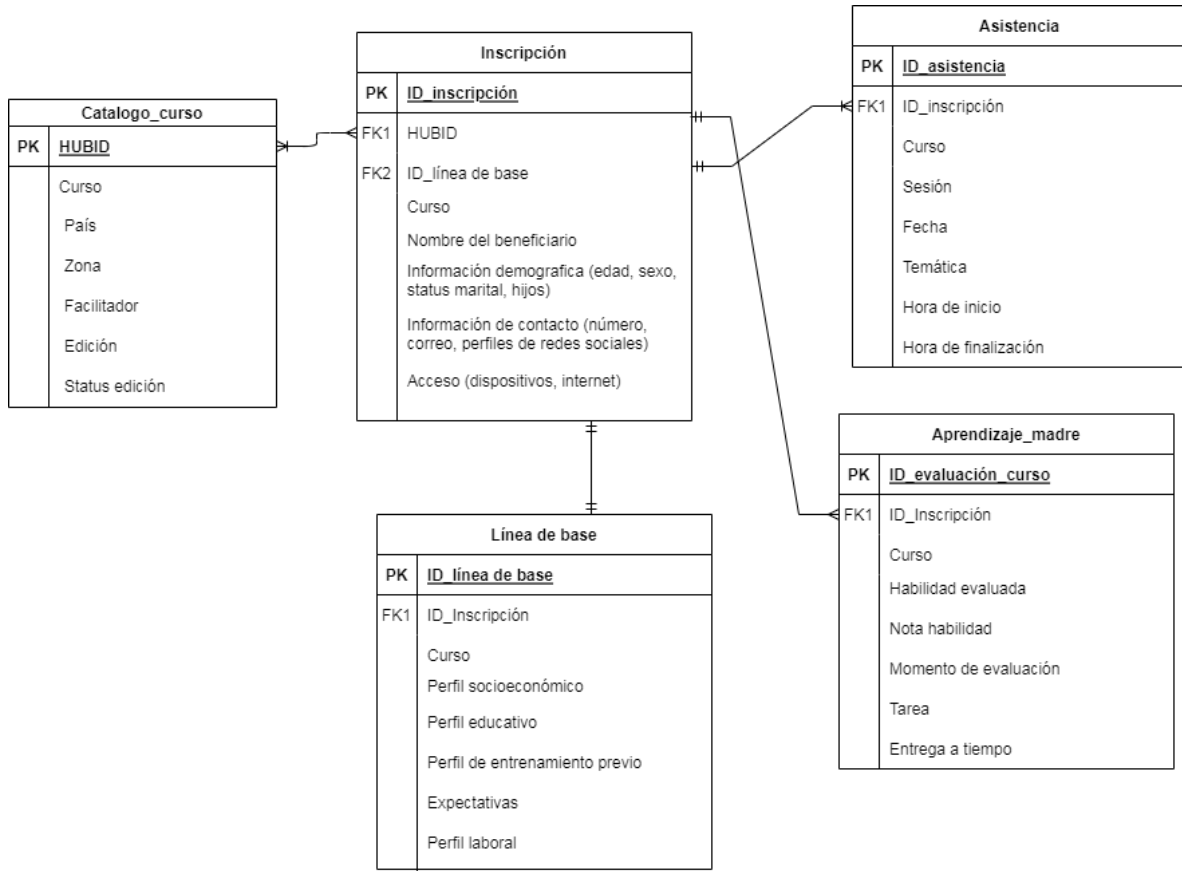 Catalogo_curso
PK HUBID
Curso
País
Zona
Facilitador
Edición
Status edición
Inscripción
PK ID_inscripción
FK1 HUBID
FK2 ID_línea de base
Curso
Nombre del beneficiario
Información demografica (edad, sexo,
status marital, hijos)
Información de contacto (número,
correo, perfiles de redes sociales)
Acceso (dispositivos, internet)
Asistencia
PK ID_asistencia
FK1 ID_inscripción
Curso
Sesión
Fecha
Temática
Hora de inicio
Hora de finalización
Línea de base
PK ID_línea de base
FK1 ID_Inscripción
Curso
Perfil socioeconómico
Perfil educativo
Perfil de entrenamiento previo
Expectativas
Perfil laboral
Aprendizaje_madre
PK ID_evaluación_curso
FK1 ID_Inscripción
Curso
Habilidad evaluada
Nota habilidad
Momento de evaluación
Tarea
Entrega a tiempo